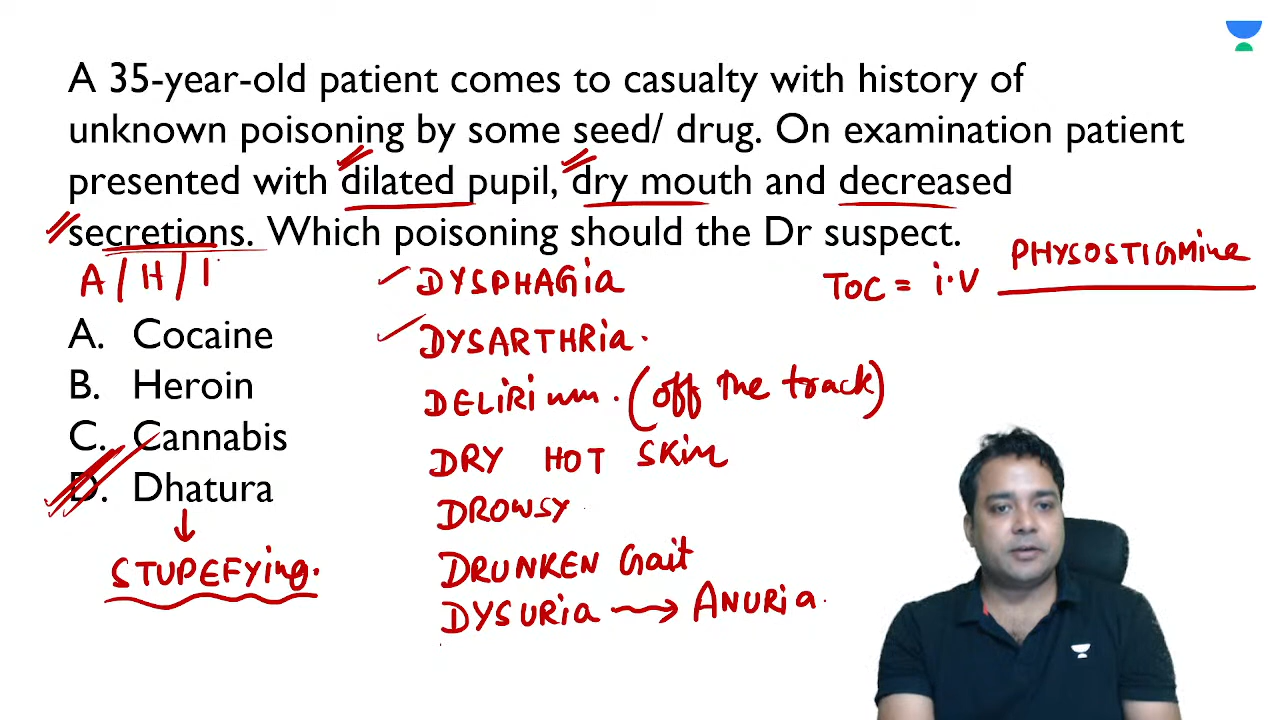 A 35-year-old patient comes to casualty with history of
unknown poisoning by some seed/ drug. On examination patient
presented with dilated pupil, dry mouth and decreased
secretions. Which poisoning should the Dr suspect.
A / H / I
TOC = i.v PHYSOSTIGMine
A. Cocaine
B. Heroin
C. Cannabis
D. Dhatura
STUPEFying.
DYSPHAGia
DYSARTHRia.
DELIRium. (off the track)
DRY HOT SKin
DROWSY
DRUNKEN Gait
DYSURia → ANURia.